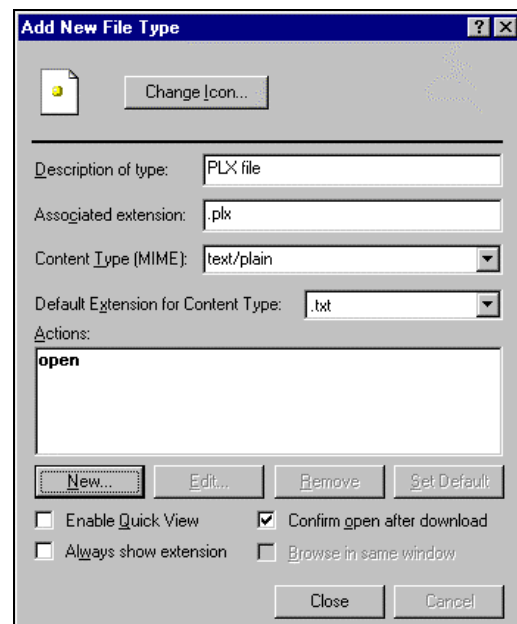 Add New File Type
Change Icon...
Description of type: PLX file
Associated extension: .plx
Content Type (MIME): text/plain
Default Extension for Content Type: .txt
Actions:
open
New... Edit... Remove Set Default
Enable Quick View Confirm open after download
Always show extension Browse in same window
Close Cancel